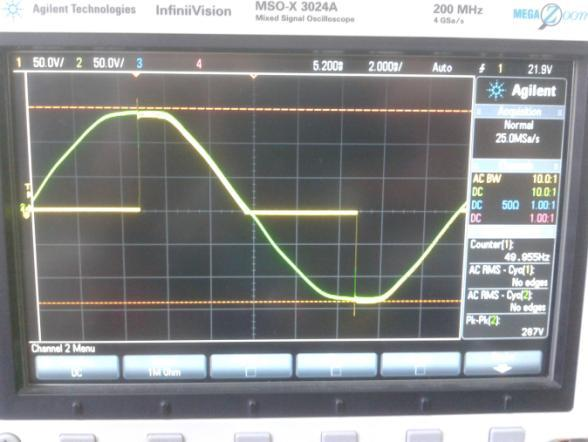 Agilent Technologies
InfiniiVision
MSO-X 3024A
Mixed Signal Oscilloscope
200 MHz
4 GSa/s
MEGA Zoom
1 50.0V/ 2 50.0V/ 3 4 5.200s 2.000s/ Auto 1 21.9V
Agilent
Acquisition
Normal
25.0MSa/s
AC BW 10.0:1
DC 10.0:1
DC 50Ω 1.00:1
DC 1.00:1
Counter(1):
49.955Hz
AC RMS - Cyc(1):
No edges
AC RMS - Cyc(2):
No edges
Pk-Pk(2):
287V
Channel 2 Menu
DC
1M Ohm